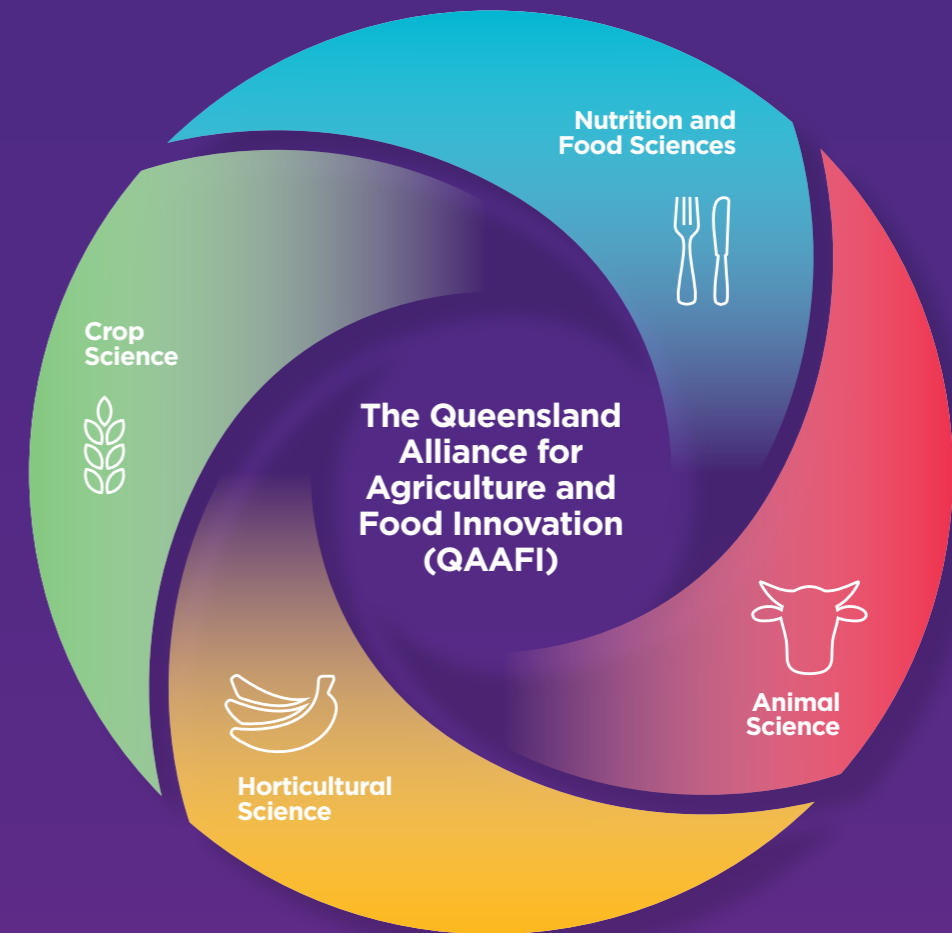 Nutrition and
Food Sciences
Crop
Science
The Queensland
Alliance for
Agriculture and
Food Innovation
(QAAFI)
Animal
Science
Horticultural
Science